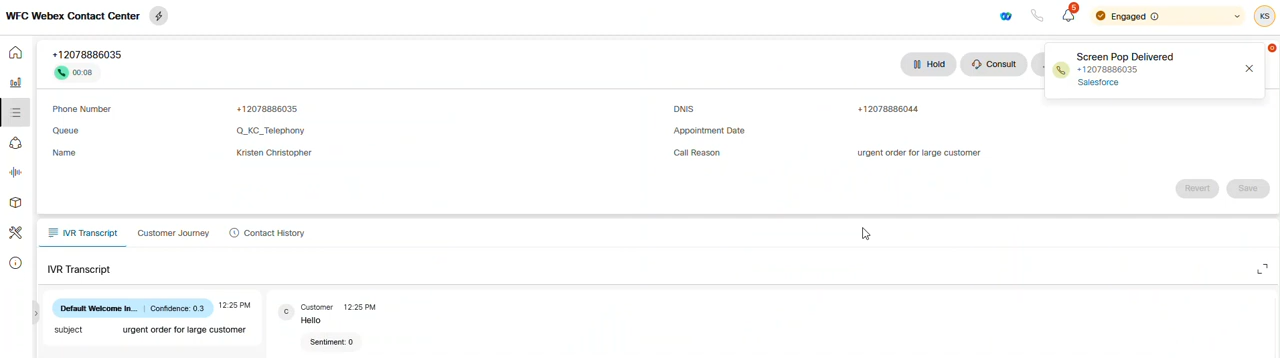 WFC Webex Contact Center
5
Engaged
KS
+12078886035
00:08
Hold
Consult
Screen Pop Delivered
+12078886035
Salesforce
0
Phone Number +12078886035
DNIS +12078886044
Queue Q_KC_Telephony
Appointment Date
Name Kristen Christopher
Call Reason urgent order for large customer
Revert Save
IVR Transcript Customer Journey Contact History
IVR Transcript
Default Welcome In... | Confidence: 0.3 12:25 PM
subject urgent order for large customer
C Customer 12:25 PM
Hello
Sentiment: 0